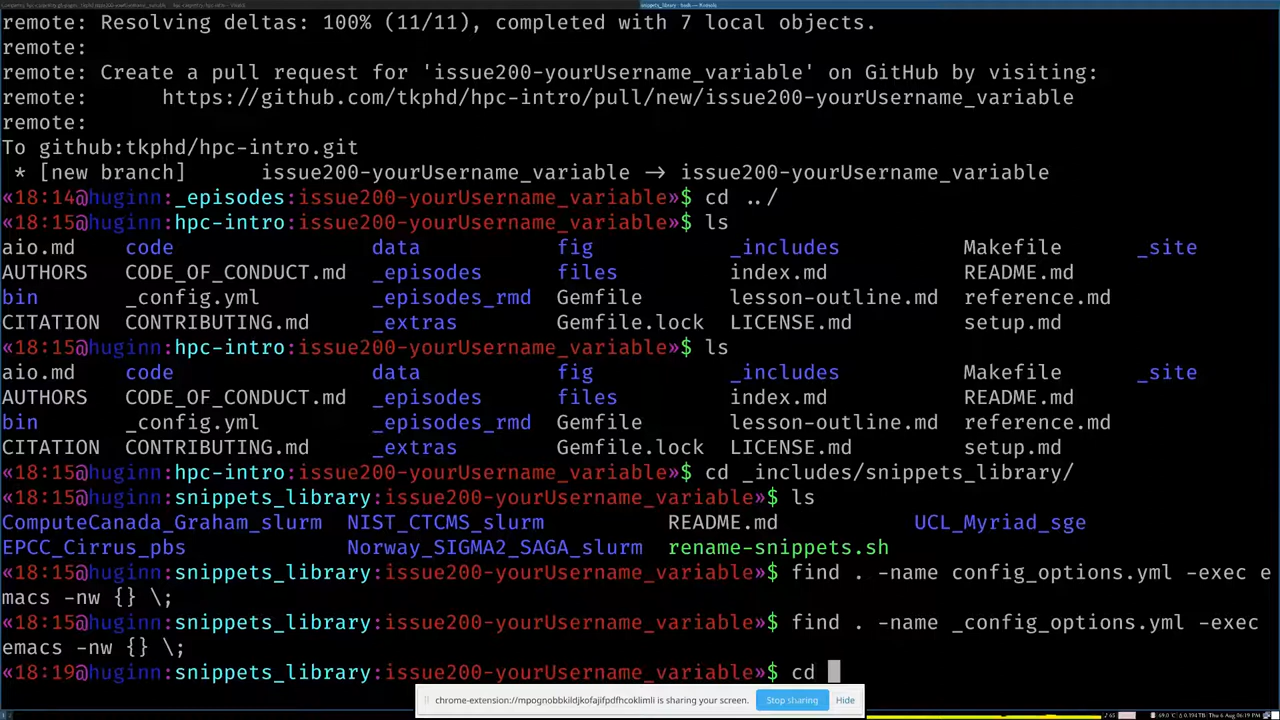 remote: Resolving deltas: 100% (11/11), completed with 7 local objects.
remote:
remote: Create a pull request for 'issue200-yourUsername_variable' on GitHub by visiting:
remote:      https://github.com/tkphd/hpc-intro/pull/new/issue200-yourUsername_variable
remote:
To github:tkphd/hpc-intro.git
 * [new branch]      issue200-yourUsername_variable -> issue200-yourUsername_variable
«18:14@huginn:_episodes:issue200-yourUsername_variable»$ cd ../
«18:15@huginn:hpc-intro:issue200-yourUsername_variable»$ ls
aio.md    code                data           fig           _includes          Makefile      _site
AUTHORS   CODE_OF_CONDUCT.md  _episodes      files         index.md           README.md
bin       _config.yml         _episodes_rmd  Gemfile       lesson-outline.md  reference.md
CITATION  CONTRIBUTING.md     _extras        Gemfile.lock  LICENSE.md         setup.md
«18:15@huginn:hpc-intro:issue200-yourUsername_variable»$ ls
aio.md    code                data           fig           _includes          Makefile      _site
AUTHORS   CODE_OF_CONDUCT.md  _episodes      files         index.md           README.md
bin       _config.yml         _episodes_rmd  Gemfile       lesson-outline.md  reference.md
CITATION  CONTRIBUTING.md     _extras        Gemfile.lock  LICENSE.md         setup.md
«18:15@huginn:hpc-intro:issue200-yourUsername_variable»$ cd _includes/snippets_library/
«18:15@huginn:snippets_library:issue200-yourUsername_variable»$ ls
ComputeCanada_Graham_slurm  NIST_CTCMS_slurm          README.md           UCL_Myriad_sge
EPCC_Cirrus_pbs             Norway_SIGMA2_SAGA_slurm  rename-snippets.sh
«18:15@huginn:snippets_library:issue200-yourUsername_variable»$ find . -name config_options.yml -exec e
macs -nw {} \;
«18:15@huginn:snippets_library:issue200-yourUsername_variable»$ find . -name _config_options.yml -exec
emacs -nw {} \;
«18:19@huginn:snippets_library:issue200-yourUsername_variable»$ cd
chrome-extension://mpognobbkildjkofajifpdfhcoklimli is sharing your screen. Stop sharing Hide